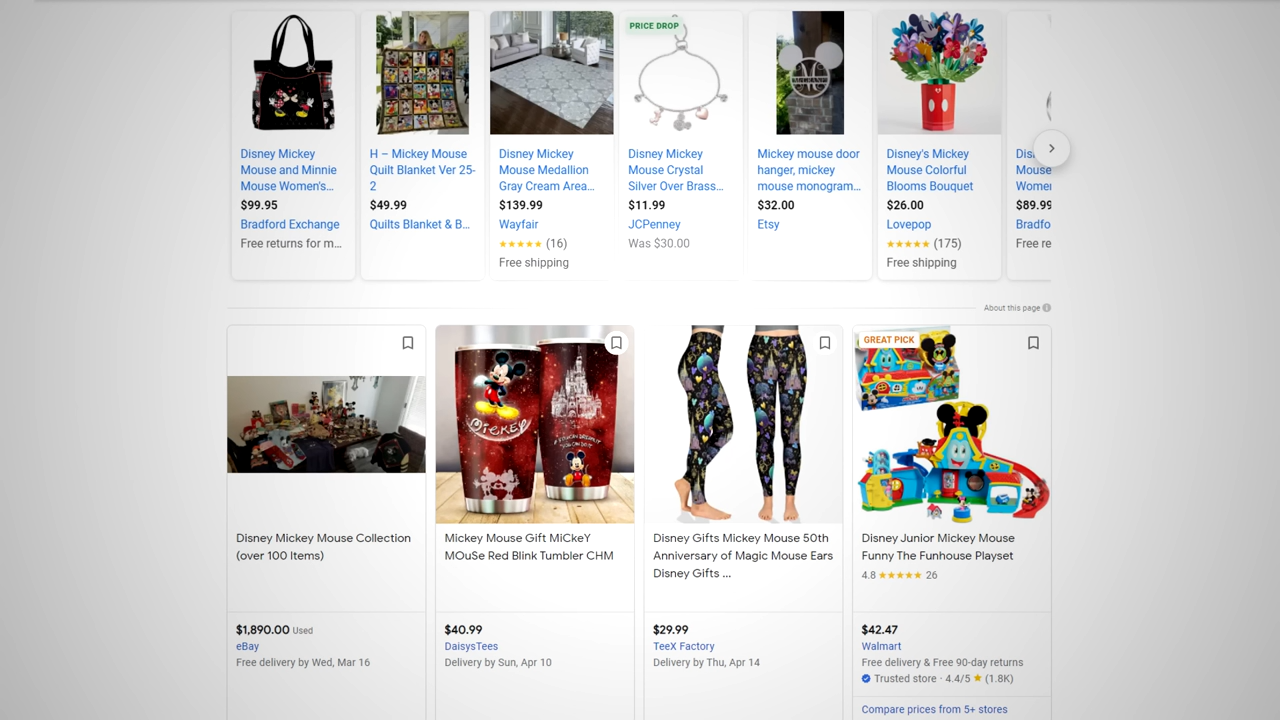 PRICE DROP
Disney Mickey
Mouse and Minnie
Mouse Women's...
$99.95
Bradford Exchange
Free returns for m...
H – Mickey Mouse
Quilt Blanket Ver 25-
2
$49.99
Quilts Blanket & B...
Disney Mickey
Mouse Medallion
Gray Cream Area...
$139.99
Wayfair
(16)
Free shipping
Disney Mickey
Mouse Crystal
Silver Over Brass...
$11.99
JCPenney
Was $30.00
Mickey mouse door
hanger, mickey
mouse monogram...
$32.00
Etsy
Disney's Mickey
Mouse Colorful
Blooms Bouquet
$26.00
Lovepop
(175)
Free shipping
Mouse
$89.99
Bradfo
Free re
About this page
GREAT PICK
Mickey
Disney Mickey Mouse Collection
(over 100 Items)
$1,890.00 Used
eBay
Free delivery by Wed, Mar 16
Mickey Mouse Gift MiCkeY
MOuSe Red Blink Tumbler CHM
$40.99
DaisysTees
Delivery by Sun, Apr 10
Disney Gifts Mickey Mouse 50th
Anniversary of Magic Mouse Ears
Disney Gifts ...
$29.99
TeeX Factory
Delivery by Thu, Apr 14
Disney Junior Mickey Mouse
Funny The Funhouse Playset
4.8 26
$42.47
Walmart
Free delivery & Free 90-day returns
Trusted store · 4.4/5 (1.8K)
Compare prices from 5+ stores